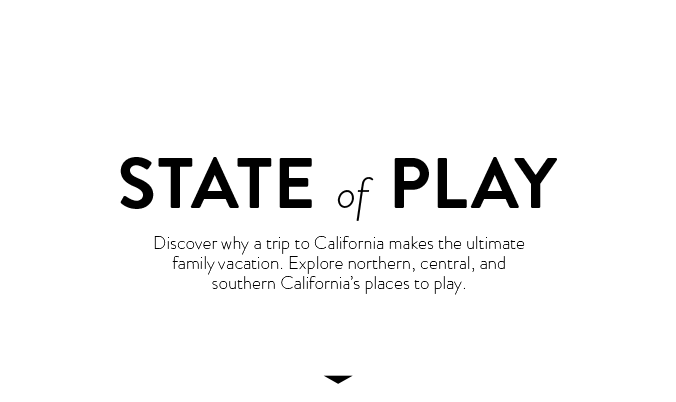 STATE of PLAY
Discover why a trip to California makes the ultimate
family vacation. Explore northern, central, and
southern California's places to play.